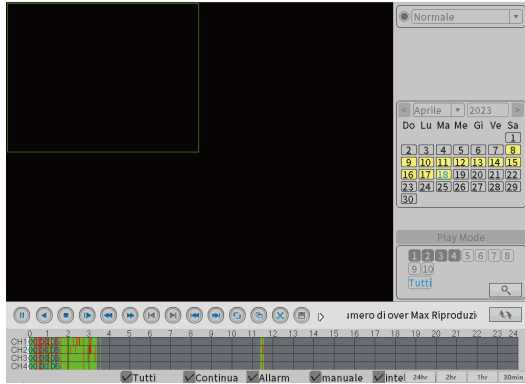 Normale
< Aprile 2023 >
Do Lu Ma Me Gi Ve Sa
1
2 3 4 5 6 7 8
9 10 11 12 13 14 15
16 17 18 19 20 21 22
23 24 25 26 27 28 29
30
Play Mode
1 2 3 4 5 6 7 8
9 10
Tutti
ımero di over Max Riproduzi
0 1 2 3 4 5 6 7 8 9 10 11 12 13 14 15 16 17 18 19 20 21 22 23 24
CH1
CH2
CH3
CH4
Tutti Continua Allarm manuale intel 24hr 2hr 1hr 30min